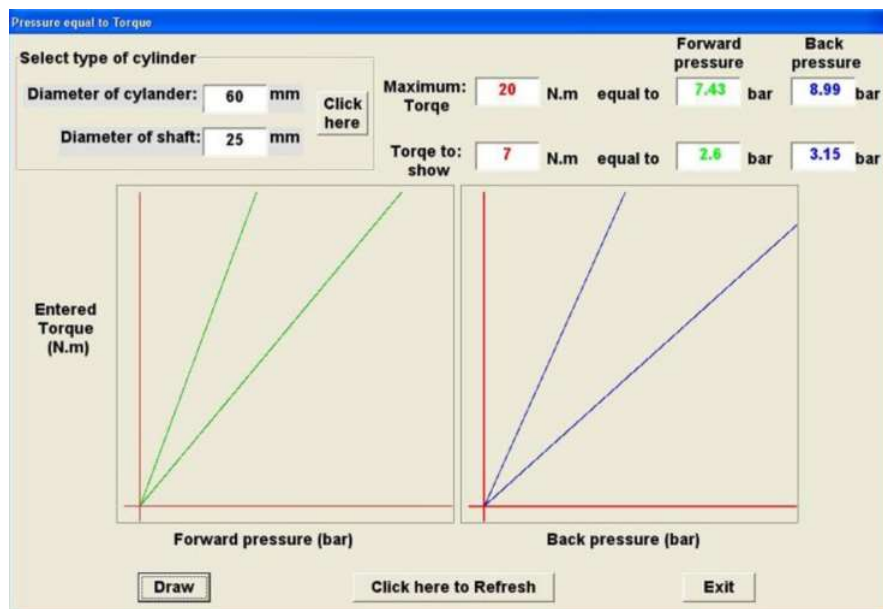 Pressure equal to Torque
Select type of cylinder
Diameter of cylander: 60 mm
Diameter of shaft: 25 mm
Click
here
Forward
pressure
Back
pressure
Maximum:
Torqe
20 N.m equal to 7.43 bar 8.99 bar
Torqe to:
show
7 N.m equal to 2.6 bar 3.15 bar
Entered
Torque
(N.m)
Forward pressure (bar)
Back pressure (bar)
Draw
Click here to Refresh
Exit